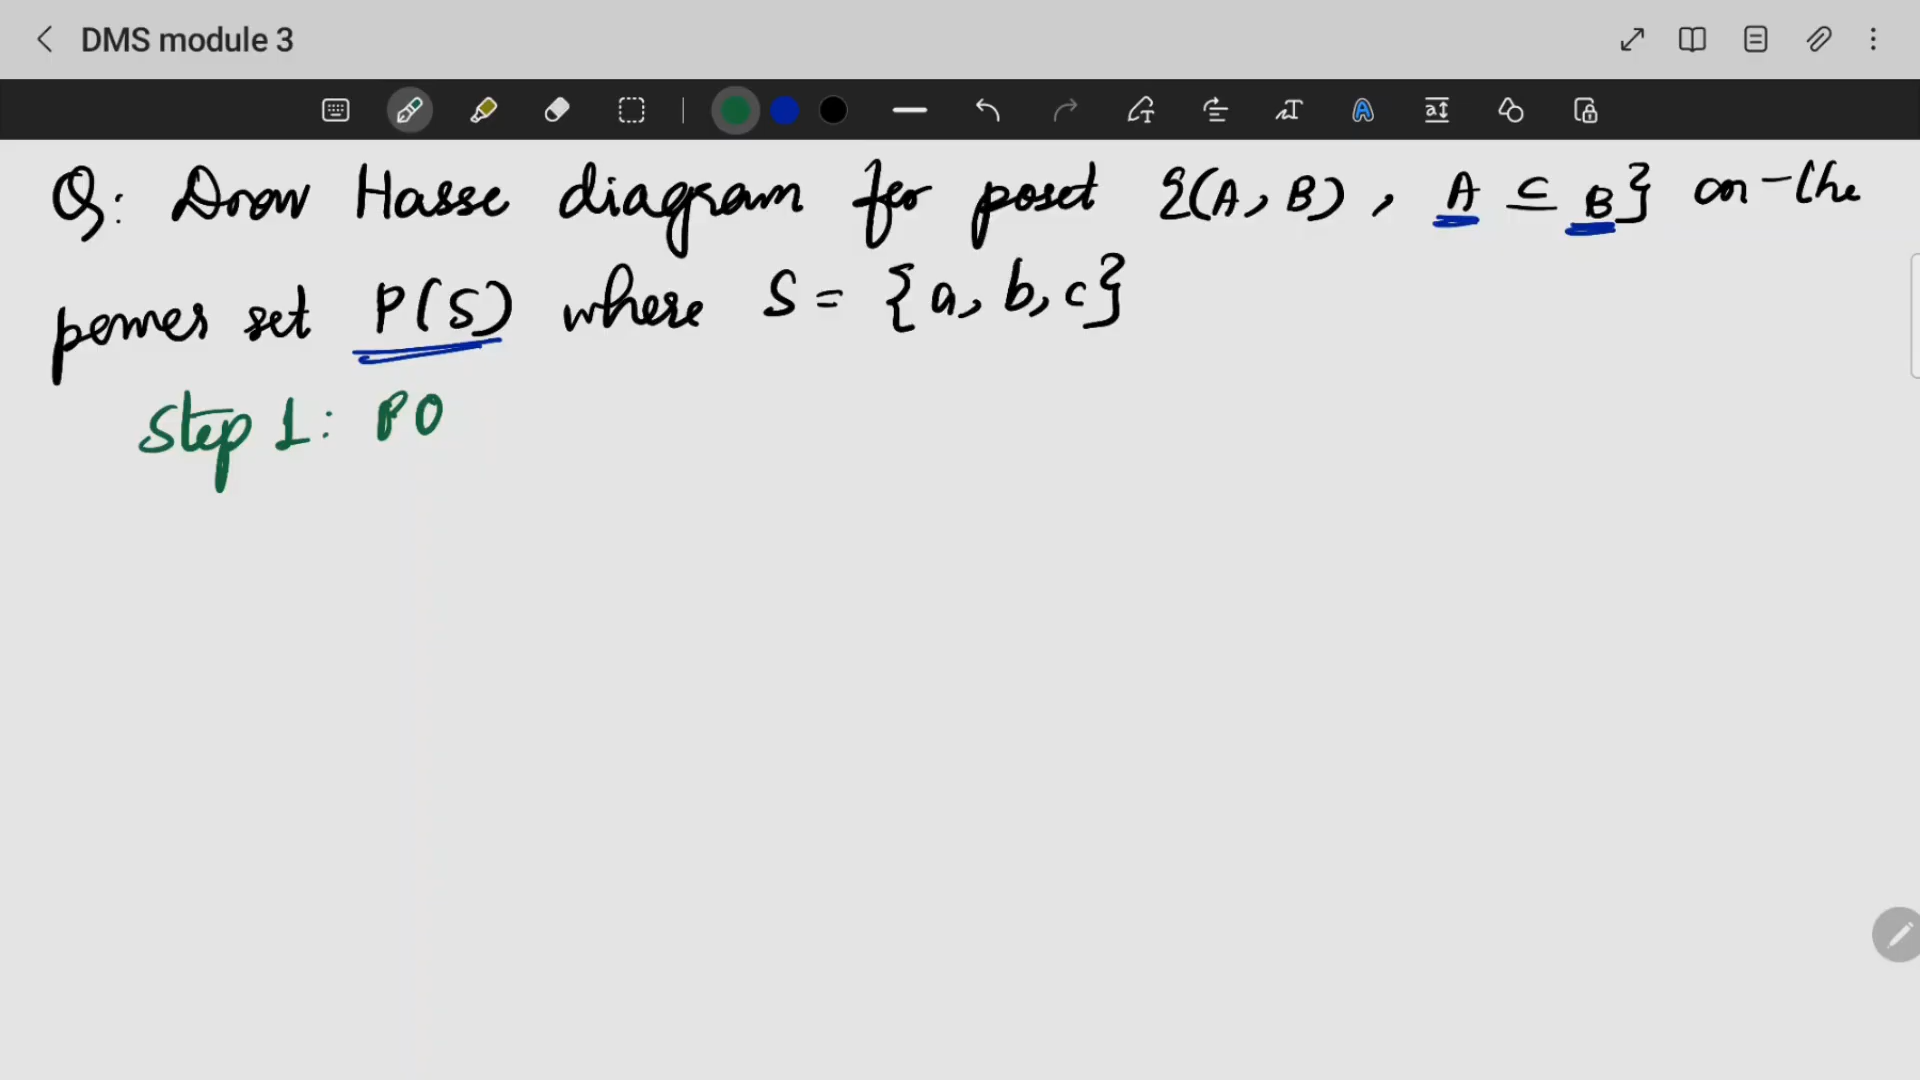 DMS module 3
Q: Draw Hasse diagram for poset {(A, B), A ⊆ B} on the
power set P(S) where S = {a, b, c}
Step 1: PO